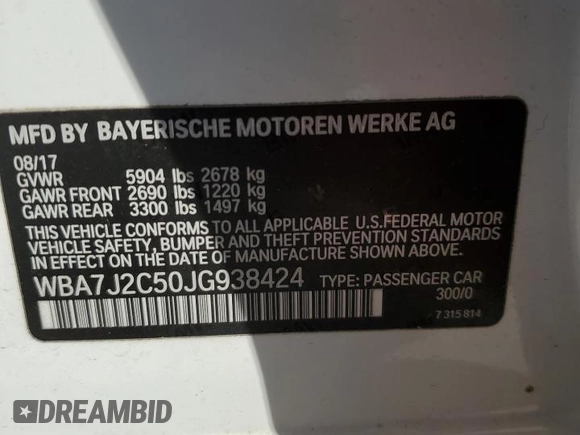 MFD BY BAYERISCHE MOTOREN WERKE AG
08/17
GVWR 5904 lbs 2678 kg
GAWR FRONT 2690 lbs 1220 kg
GAWR REAR 3300 lbs 1497 kg
THIS VEHICLE CONFORMS TO ALL APPLICABLE U.S.FEDERAL MOTOR
VEHICLE SAFETY, BUMPER AND THEFT PREVENTION STANDARDS
IN EFFECT ON THE DATE OF MANUFACTURE SHOWN ABOVE.
WBA7J2C50JG938424 TYPE: PASSENGER CAR
300/0
7 315 814
DREAMBID